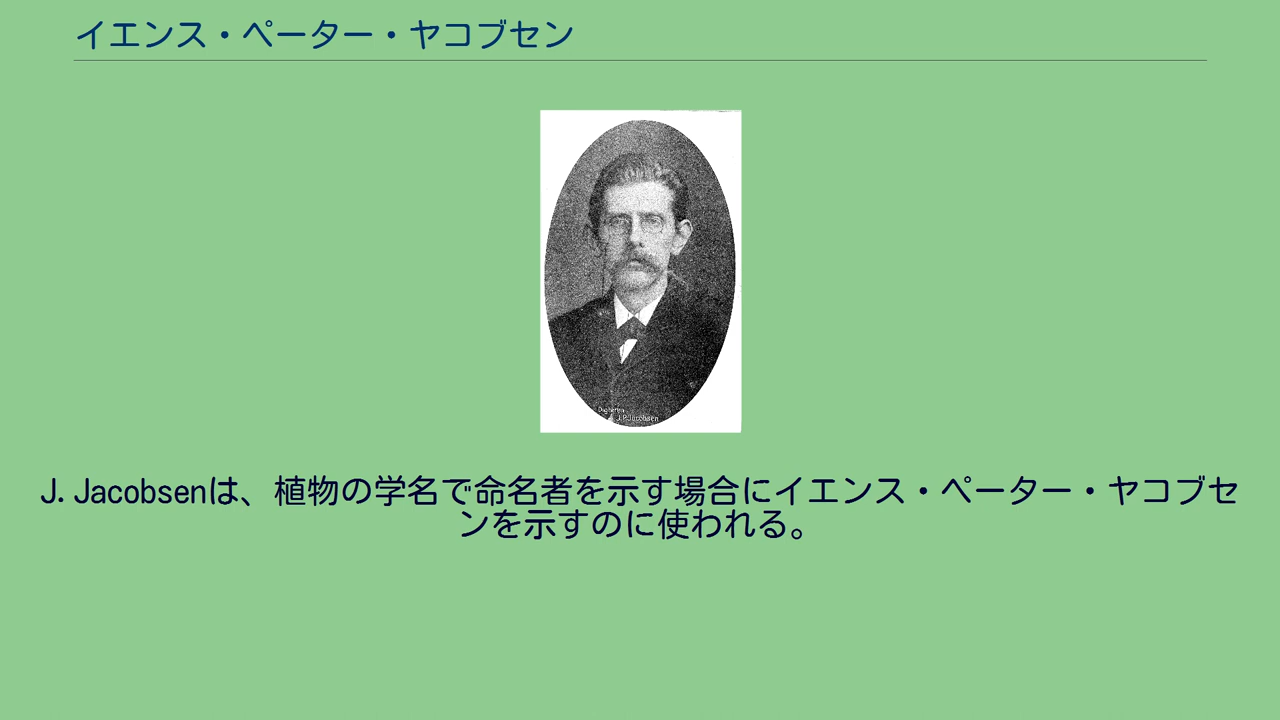 イエンス・ペーター・ヤコブセン
J.P.Jacobsen
J. Jacobsenは、植物の学名で命名者を示す場合にイエンス・ペーター・ヤコブセ
ンを示すのに使われる。